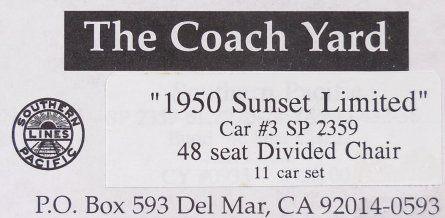 The Coach Yard
"1950 Sunset Limited"
Car #3 SP 2359
48 seat Divided Chair
11 car set
SOUTHERN
LINES
PACIFIC
P.O. Box 593 Del Mar, CA 92014-0593